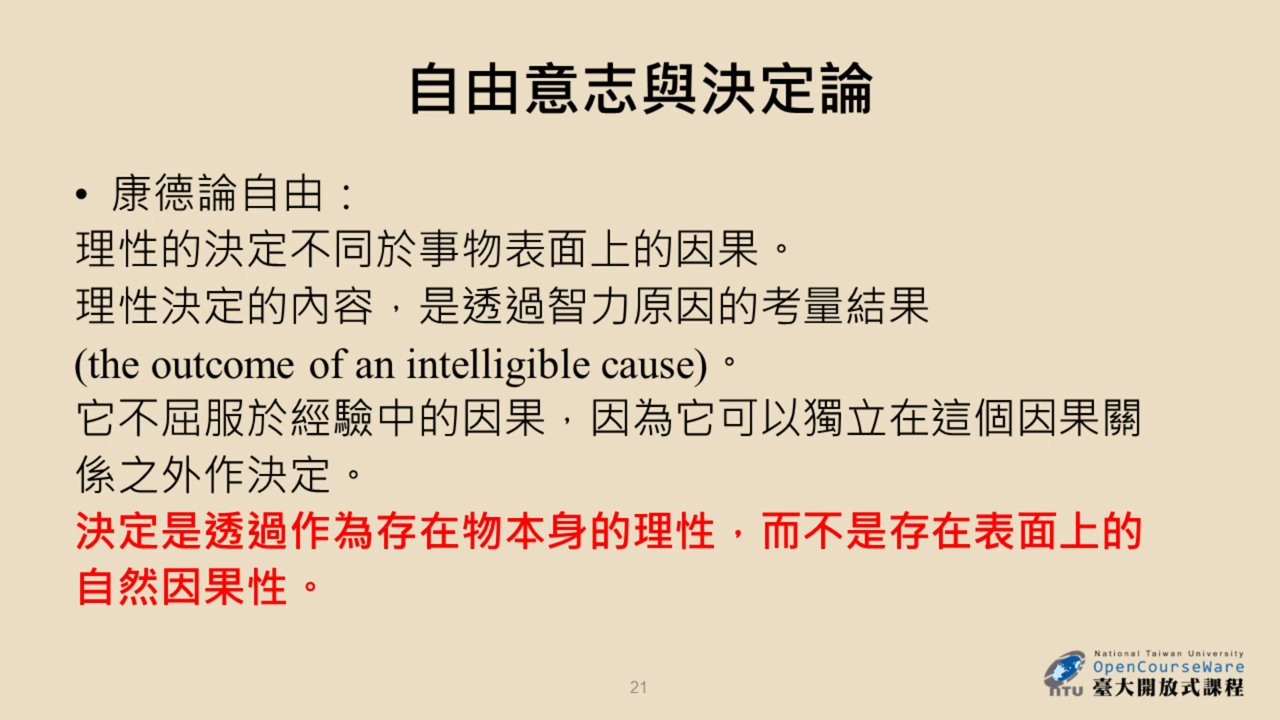 自由意志與決定論
• 康德論自由：
理性的決定不同於事物表面上的因果。
理性決定的內容，是透過智力原因的考量結果
(the outcome of an intelligible cause)。
它不屈服於經驗中的因果，因為它可以獨立在這個因果關
係之外作決定。
決定是透過作為存在物本身的理性，而不是存在表面上的
自然因果性。
21
National Taiwan University
OpenCourseWare
NTU 臺大開放式課程